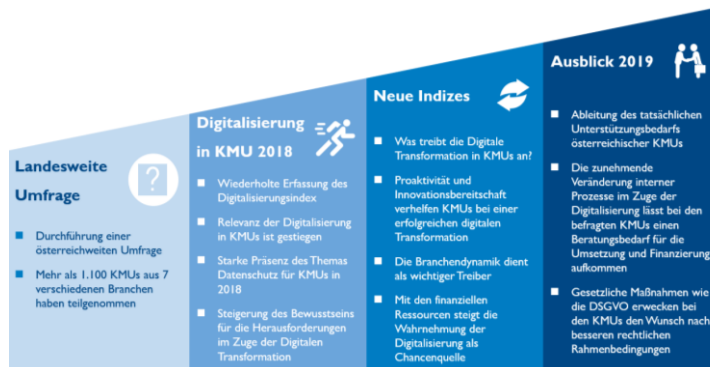 Landesweite
Umfrage
?
Durchführung einer
österreichweiten Umfrage
Mehr als 1.100 KMUs aus 7
verschiedenen Branchen
haben teilgenommen
Digitalisierung
in KMU 2018
Wiederholte Erfassung des
Digitalisierungsindex
Relevanz der Digitalisierung
in KMUs ist gestiegen
Starke Präsenz des Themas
Datenschutz für KMUs in
2018
Steigerung des Bewusstseins
für die Herausforderungen
im Zuge der Digitalen
Transformation
Neue Indizes
Was treibt die Digitale
Transformation in KMUs an?
Proaktivität und
Innovationsbereitschaft
verhelfen KMUs bei einer
erfolgreichen digitalen
Transformation
Die Branchendynamik dient
als wichtiger Treiber
Mit den finanziellen
Ressourcen steigt die
Wahrnehmung der
Digitalisierung als
Chancenquelle
Ausblick 2019
Ableitung des tatsächlichen
Unterstützungsbedarfs
österreichischer KMUs
Die zunehmende
Veränderung interner
Prozesse im Zuge der
Digitalisierung lässt bei den
befragten KMUs einen
Beratungsbedarf für die
Umsetzung und Finanzierung
aufkommen
Gesetzliche Maßnahmen wie
die DSGVO erwecken bei
den KMUs den Wunsch nach
besseren rechtlichen
Rahmenbedingungen